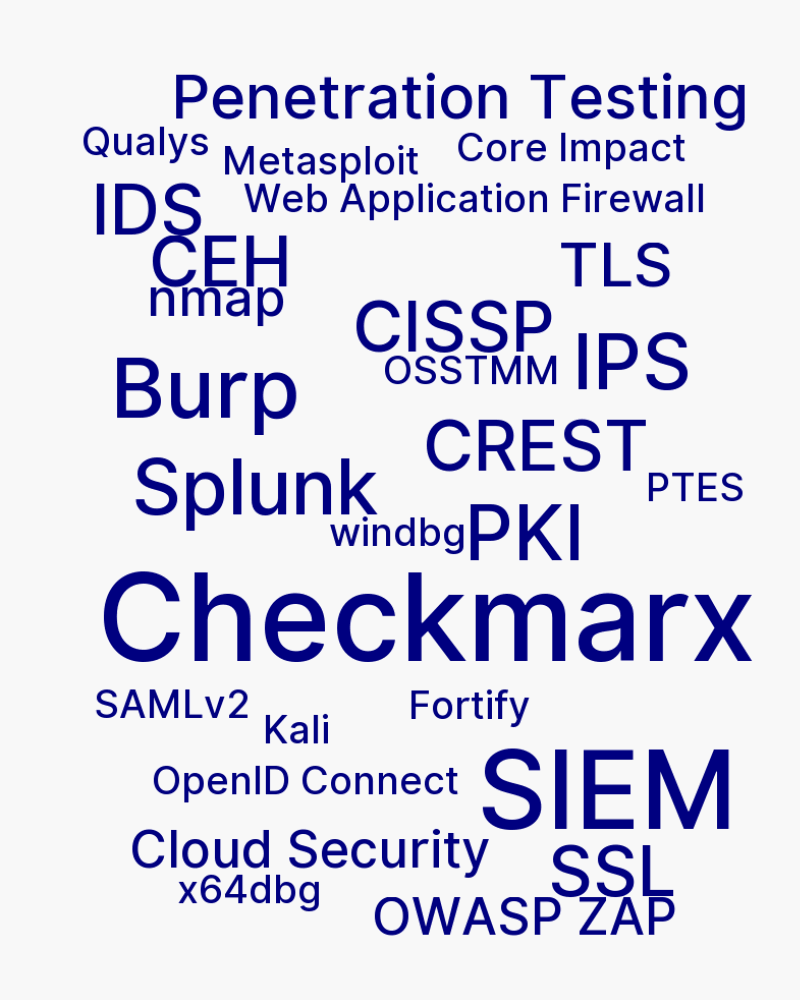 Penetration Testing
Qualys
Metasploit
Core Impact
IDS
Web Application Firewall
CEH
TLS
nmap
CISSP
OSSTMM
IPS
Burp
CREST
Splunk
PTES
windbg
PKI
Checkmarx
SAMLv2
Kali
Fortify
OpenID Connect
SIEM
Cloud Security
SSL
x64dbg
OWASP ZAP